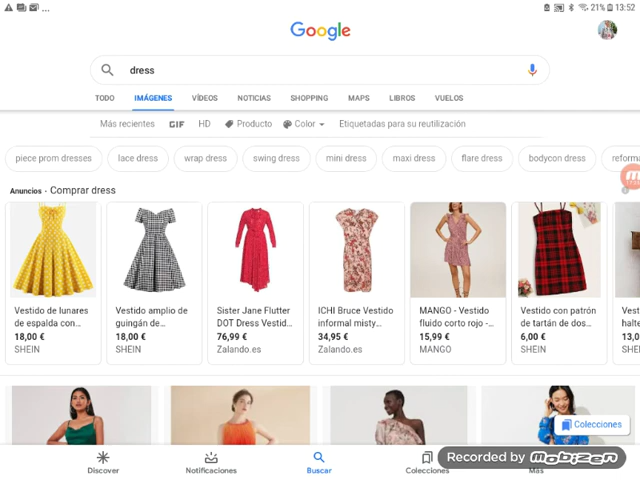 21% 13:52
Google
dress
TODO IMÁGENES VÍDEOS NOTICIAS SHOPPING MAPS LIBROS VUELOS
Más recientes GIF HD Producto Color Etiquetadas para su reutilización
piece prom dresses lace dress wrap dress swing dress mini dress maxi dress flare dress bodycon dress reforma
Anuncios · Comprar dress
Vestido de lunares de espalda con...
18,00 €
SHEIN
Vestido amplio de guingán de...
18,00 €
SHEIN
Sister Jane Flutter DOT Dress Vestid...
76,99 €
Zalando.es
ICHI Bruce Vestido informal misty...
34,95 €
Zalando.es
MANGO - Vestido fluido corto rojo -...
15,99 €
MANGO
Vestido con patrón de tartán de dos...
6,00 €
SHEIN
Vest
halte
13,0
SHE
Colecciones
Discover Notificaciones Buscar Colecciones Más
Recorded by MOBIZEN